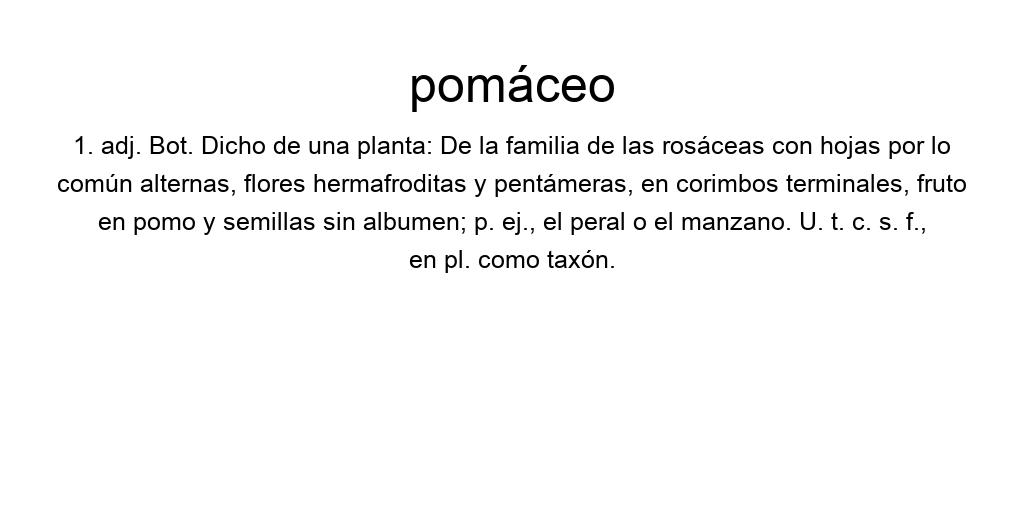 pomáceo
1. adj. Bot. Dicho de una planta: De la familia de las rosáceas con hojas por lo
común alternas, flores hermafroditas y pentámeras, en corimbos terminales, fruto
en pomo y semillas sin albumen; p. ej., el peral o el manzano. U. t. c. s. f.,
en pl. como taxón.